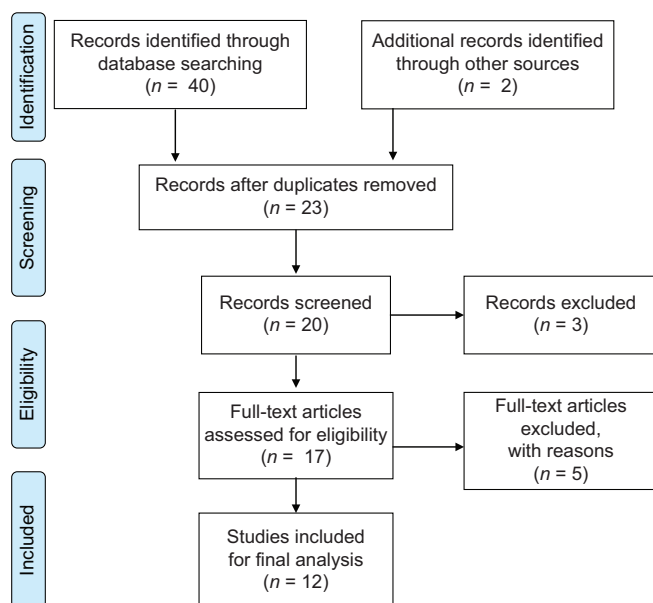 Identification
Records identified through
database searching
(n = 40)
Additional records identified
through other sources
(n = 2)
Screening
Records after duplicates removed
(n = 23)
Records screened
(n = 20)
Records excluded
(n = 3)
Eligibility
Full-text articles
assessed for eligibility
(n = 17)
Full-text articles
excluded,
with reasons
(n = 5)
Included
Studies included
for final analysis
(n = 12)